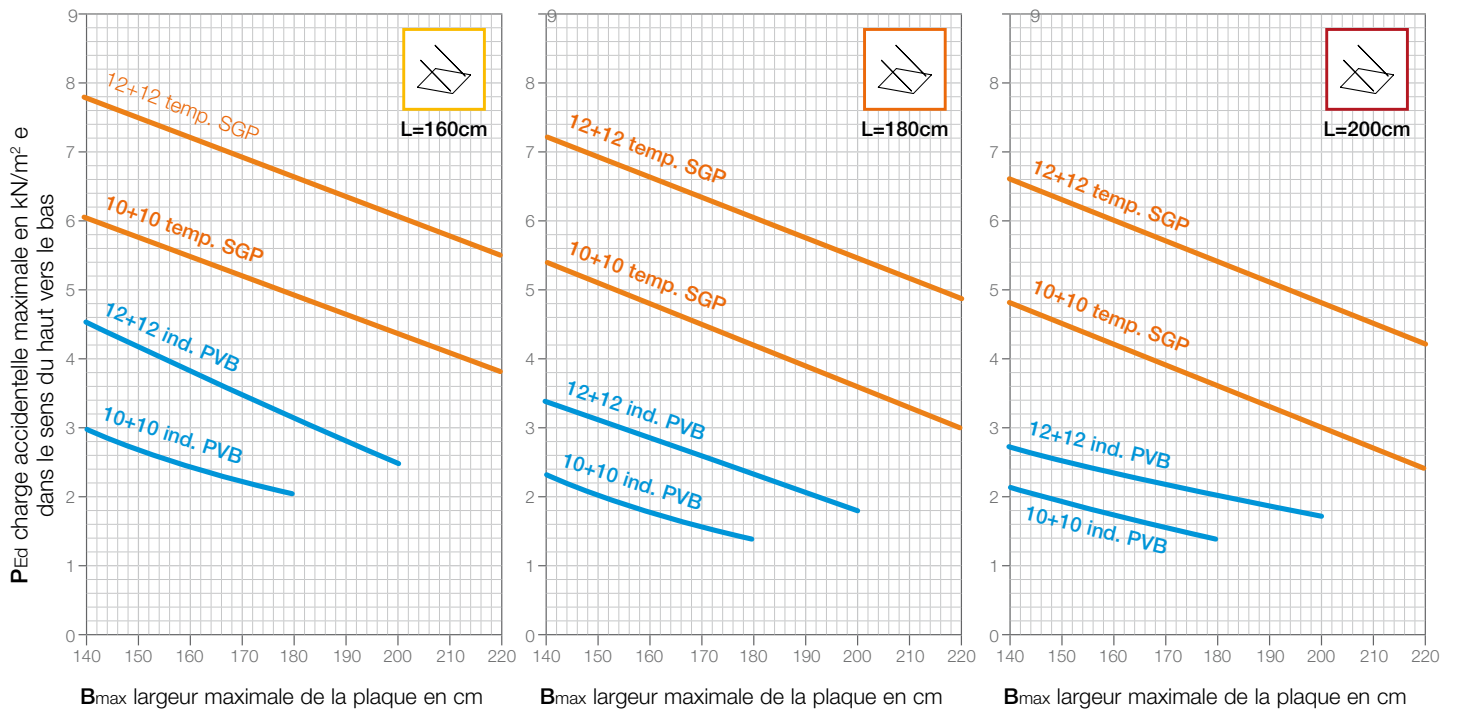 PEd charge accidentelle maximale en kN/m² e
dans le sens du haut vers le bas
9
8
7
6
5
4
3
2
1
0
140 150 160 170 180 190 200 210 220
L=160cm
12+12 temp. SGP
10+10 temp. SGP
12+12 ind. PVB
10+10 ind. PVB
Bmax largeur maximale de la plaque en cm
9
8
7
6
5
4
3
2
1
0
140 150 160 170 180 190 200 210 220
L=180cm
12+12 temp. SGP
10+10 temp. SGP
12+12 ind. PVB
10+10 ind. PVB
Bmax largeur maximale de la plaque en cm
9
8
7
6
5
4
3
2
1
0
140 150 160 170 180 190 200 210 220
L=200cm
12+12 temp. SGP
10+10 temp. SGP
12+12 ind. PVB
10+10 ind. PVB
Bmax largeur maximale de la plaque en cm